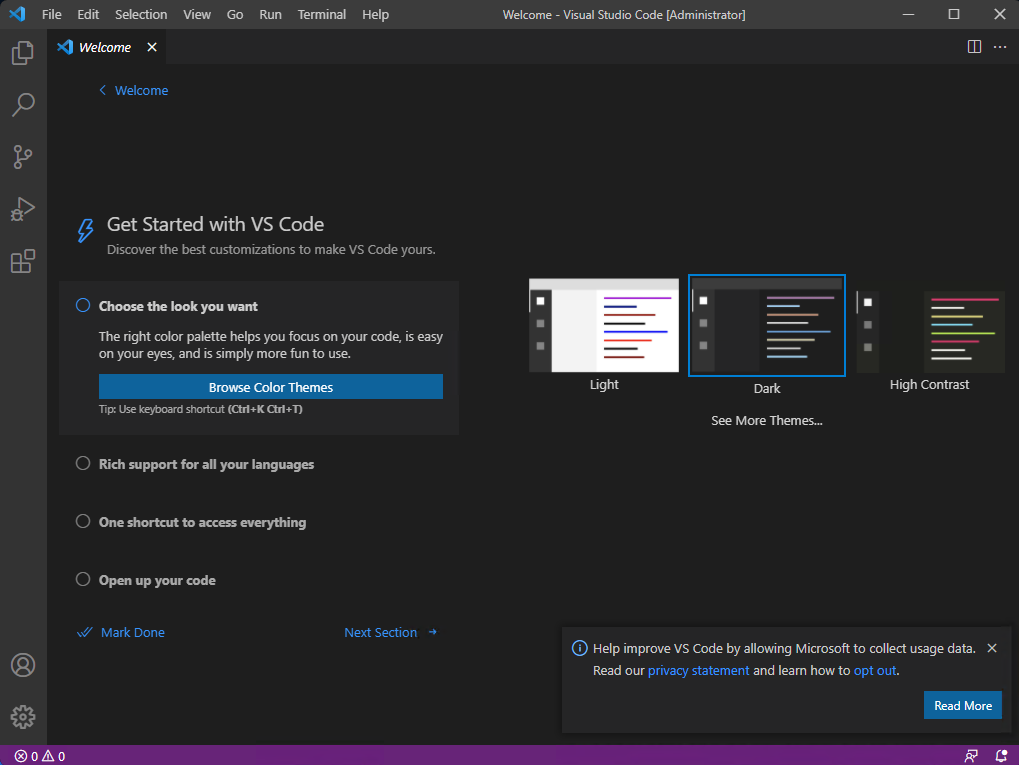 File Edit Selection View Go Run Terminal Help Welcome - Visual Studio Code [Administrator]
Welcome
Welcome
Get Started with VS Code
Discover the best customizations to make VS Code yours.
Choose the look you want
The right color palette helps you focus on your code, is easy
on your eyes, and is simply more fun to use.
Browse Color Themes
Tip: Use keyboard shortcut (Ctrl+K Ctrl+T)
Rich support for all your languages
One shortcut to access everything
Open up your code
Mark Done Next Section
Light
Dark
High Contrast
See More Themes...
Help improve VS Code by allowing Microsoft to collect usage data.
Read our privacy statement and learn how to opt out.
Read More
0 0